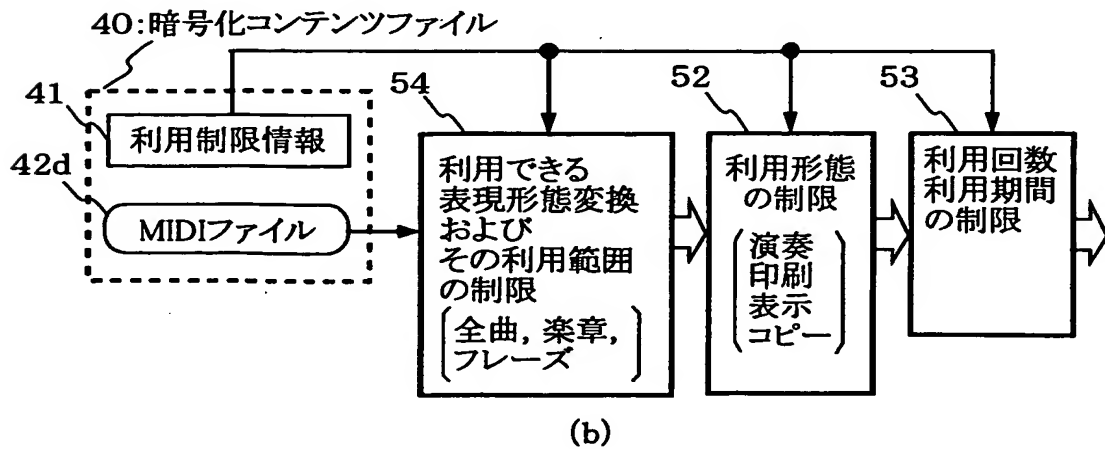 40:暗号化コンテンツファイル
41
利用制限情報
42d
MIDIファイル
54
利用できる
表現形態変換
および
その利用範囲
の制限
全曲, 楽章,
フレーズ
52
利用形態
の制限
演奏
印刷
表示
コピー
53
利用回数
利用期間
の制限
(b)